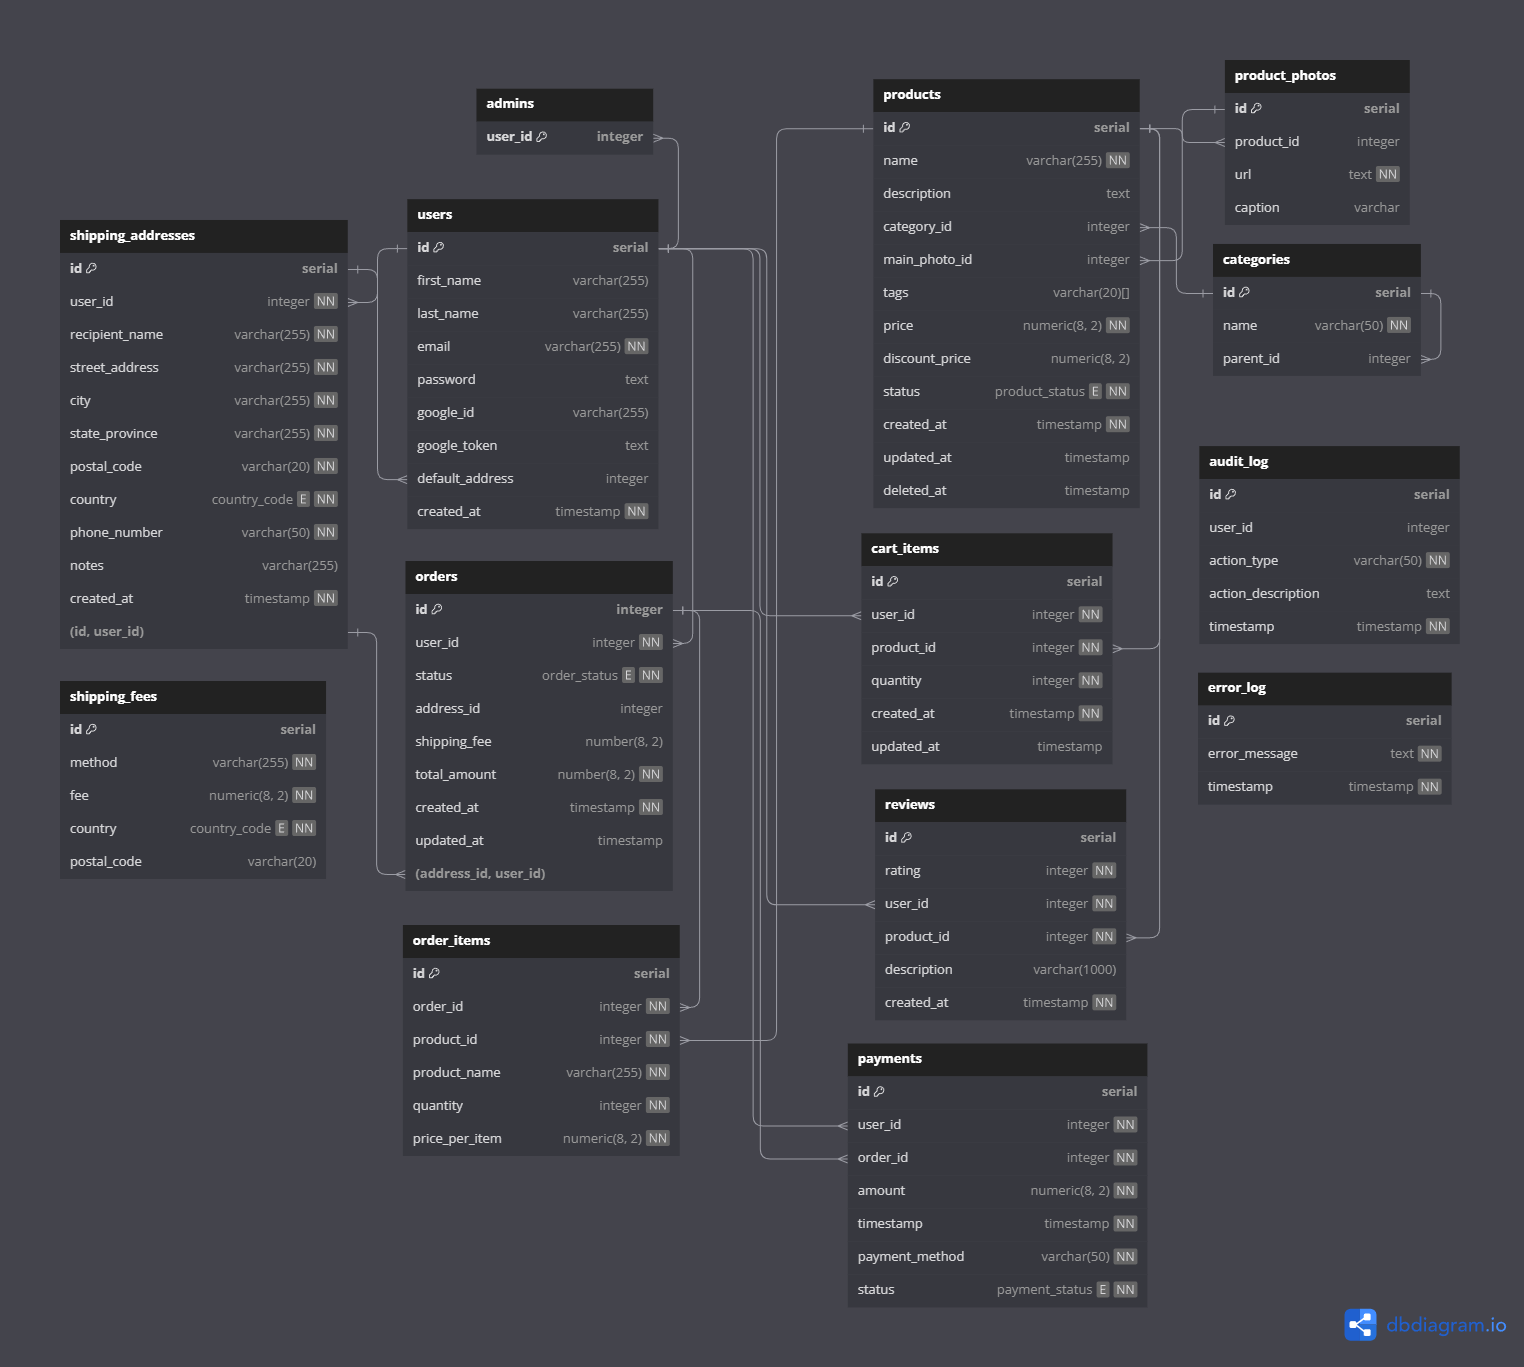 admins
user_id integer
users
id serial
first_name varchar(255)
last_name varchar(255)
email varchar(255) NN
password text
google_id varchar(255)
google_token text
default_address integer
created_at timestamp NN
shipping_addresses
id serial
user_id integer NN
recipient_name varchar(255) NN
street_address varchar(255) NN
city varchar(255) NN
state_province varchar(255) NN
postal_code varchar(20) NN
country country_code E NN
phone_number varchar(50) NN
notes varchar(255)
created_at timestamp NN
(id, user_id)
shipping_fees
id serial
method varchar(255) NN
fee numeric(8, 2) NN
country country_code E NN
postal_code varchar(20)
orders
id integer
user_id integer NN
status order_status E NN
address_id integer
shipping_fee number(8, 2)
total_amount number(8, 2) NN
created_at timestamp NN
updated_at timestamp
(address_id, user_id)
order_items
id serial
order_id integer NN
product_id integer NN
product_name varchar(255) NN
quantity integer NN
price_per_item numeric(8, 2) NN
products
id serial
name varchar(255) NN
description text
category_id integer
main_photo_id integer
tags varchar(20)[]
price numeric(8, 2) NN
discount_price numeric(8, 2)
status product_status E NN
created_at timestamp NN
updated_at timestamp
deleted_at timestamp
cart_items
id serial
user_id integer NN
product_id integer NN
quantity integer NN
created_at timestamp NN
updated_at timestamp
reviews
id serial
rating integer NN
user_id integer NN
product_id integer NN
description varchar(1000)
created_at timestamp NN
payments
id serial
user_id integer NN
order_id integer NN
amount numeric(8, 2) NN
timestamp timestamp NN
payment_method varchar(50) NN
status payment_status E NN
product_photos
id serial
product_id integer
url text NN
caption varchar
categories
id serial
name varchar(50) NN
parent_id integer
audit_log
id serial
user_id integer
action_type varchar(50) NN
action_description text
timestamp timestamp NN
error_log
id serial
error_message text NN
timestamp timestamp NN
dbdiagram.io